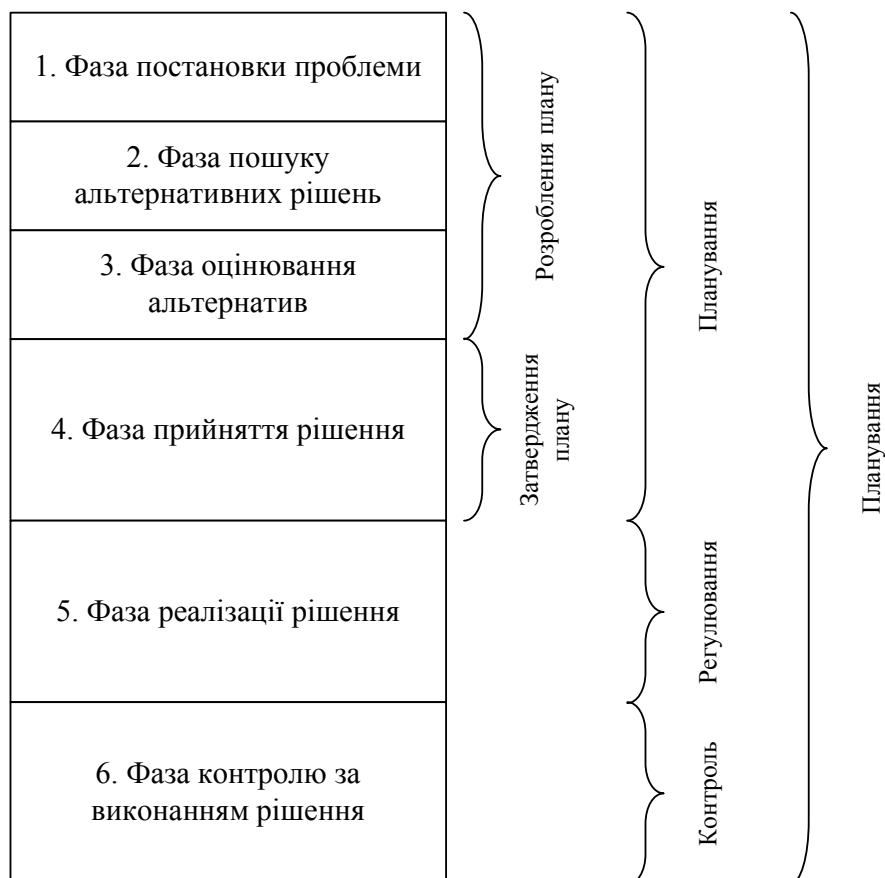 1. Фаза постановки проблеми
2. Фаза пошуку
альтернативних рішень
3. Фаза оцінювання
альтернатив
4. Фаза прийняття рішення
5. Фаза реалізації рішення
6. Фаза контролю за
виконанням рішення
Розроблення плану
Затвердження
плану
Планування
Регулювання
Контроль
Планування